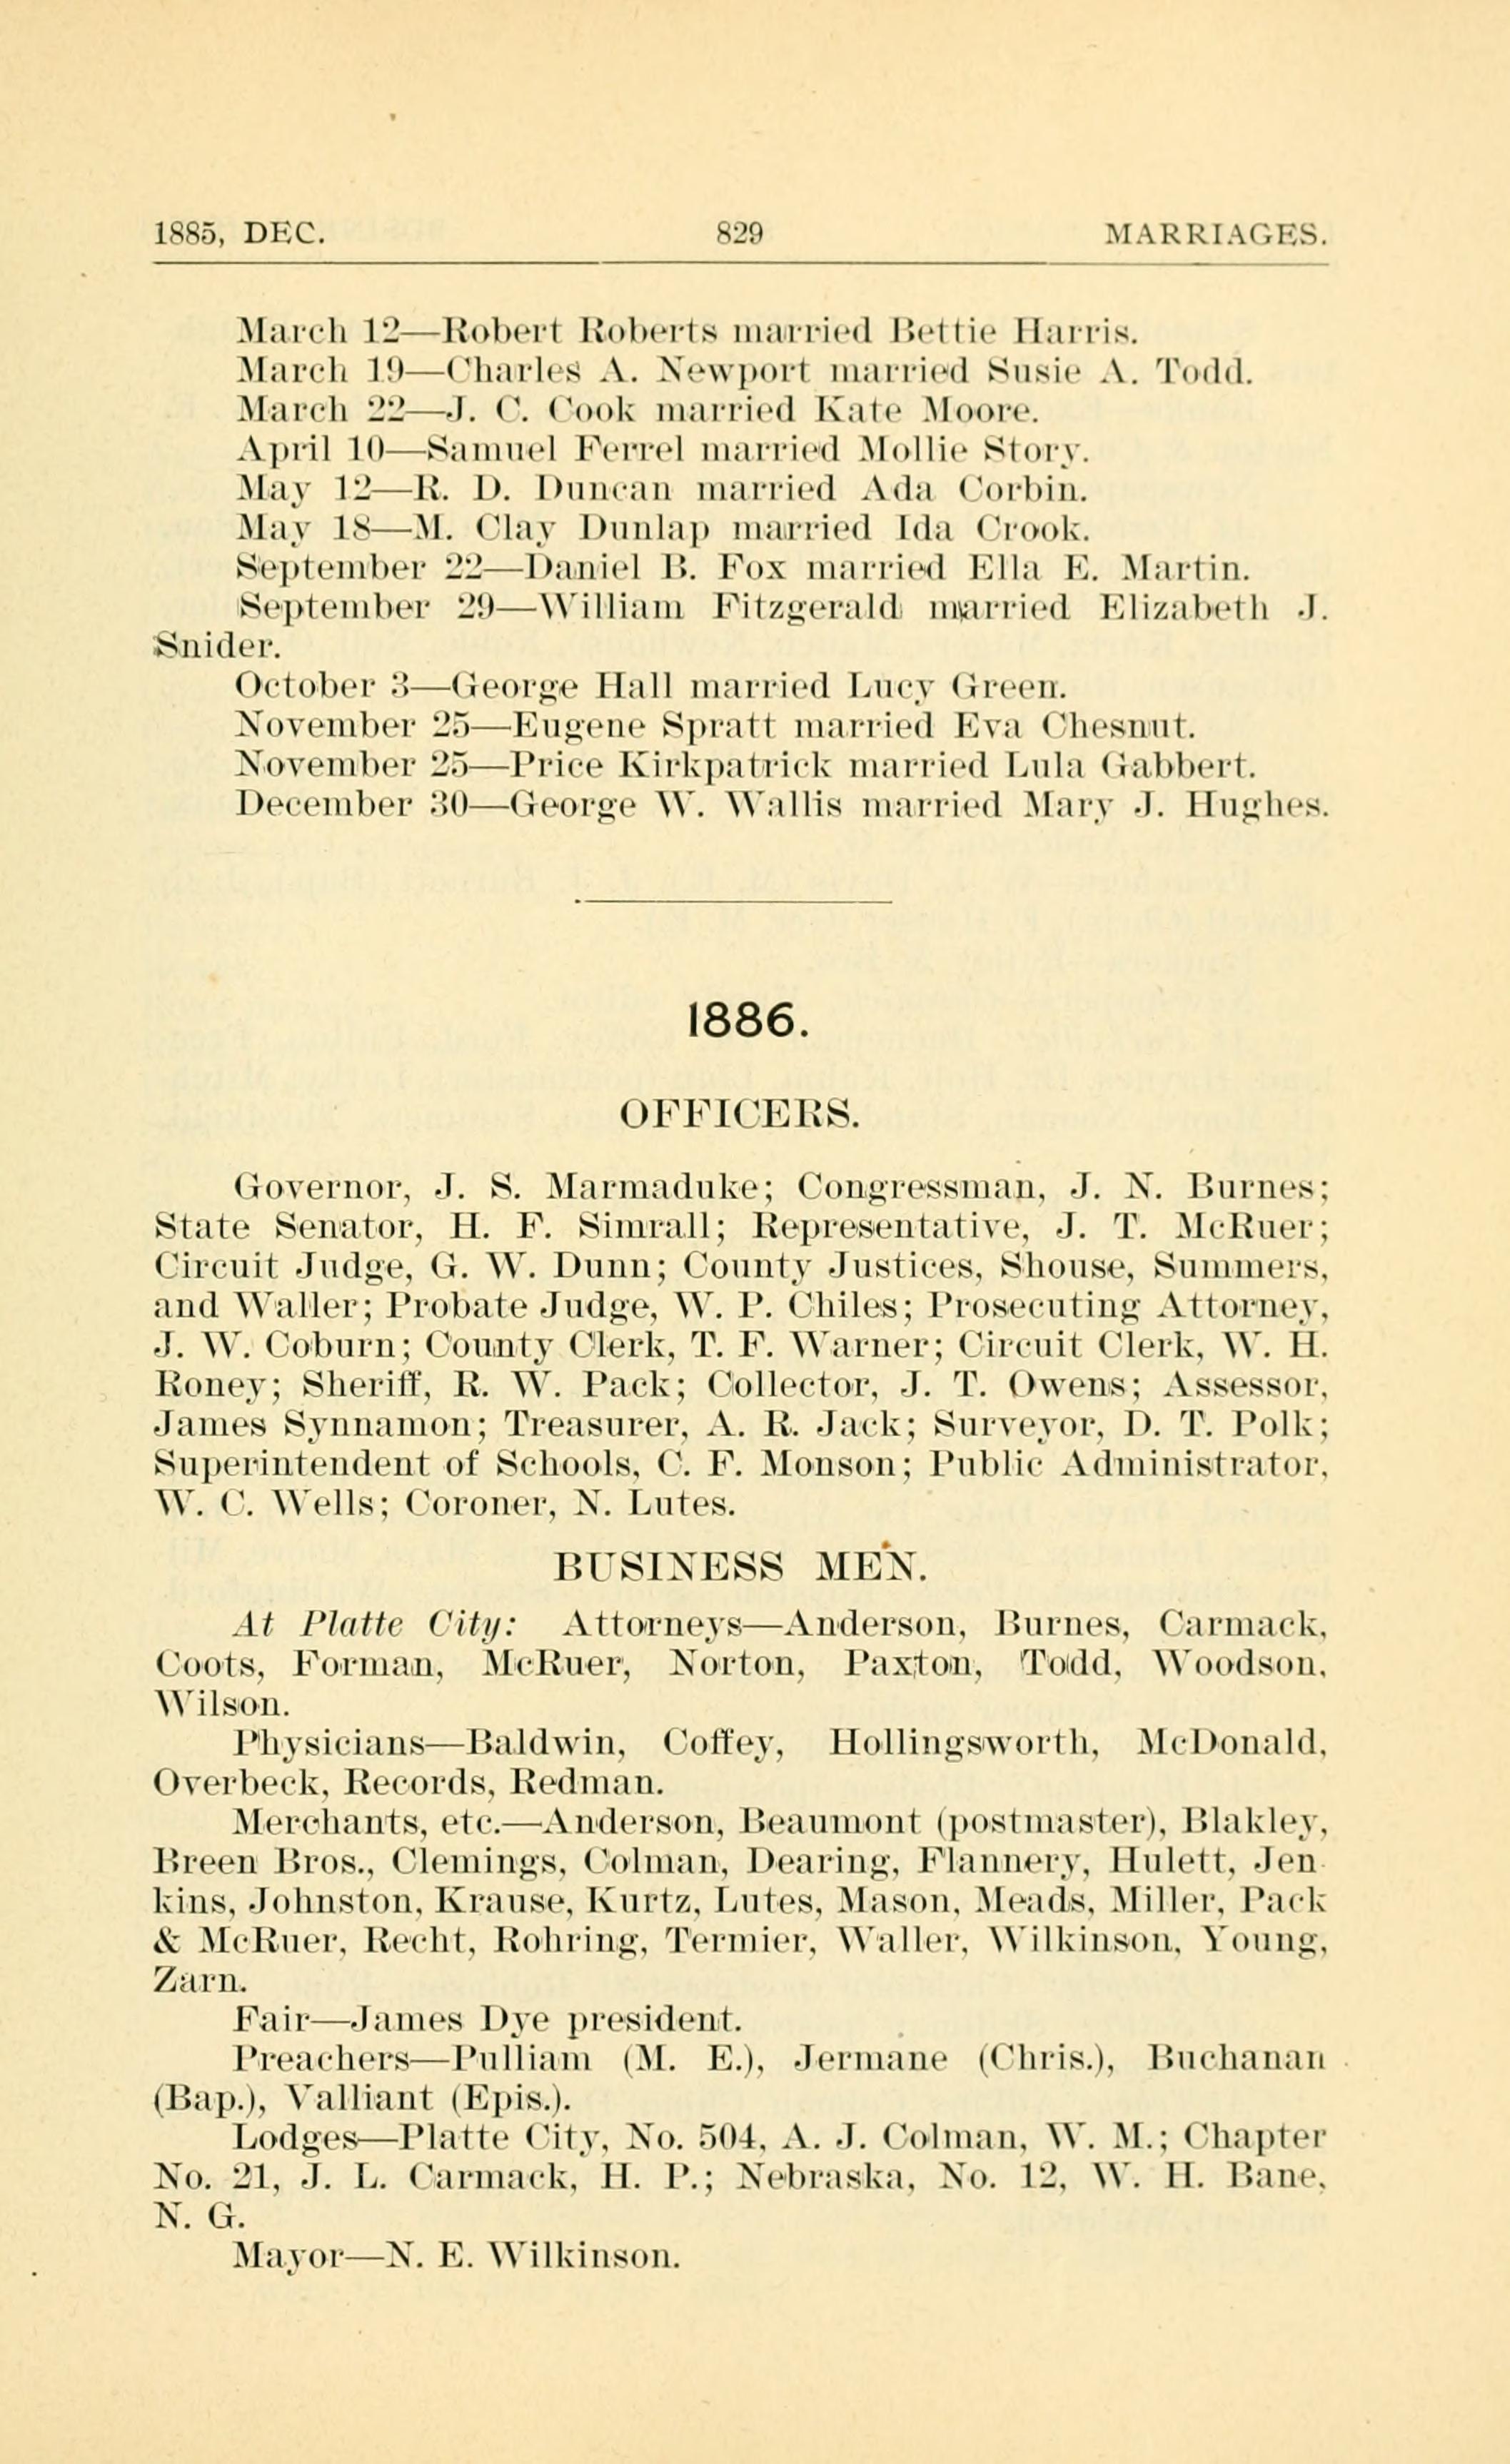 1885, DEC. 829 MARRIAGES.
March 12—Robert Roberts married Bettie Harris.
March 19—Charles A. Newport married Susie A. Todd.
March 22—J. C. Cook married Kate Moore.
April 10—Samuel Ferrel married Mollie Story.
May 12—R. D. Duncan married Ada Corbin.
May 18—M. Clay Dunlap married Ida Crook.
September 22—Daniel B. Fox married Ella E. Martin.
September 29—William Fitzgerald married Elizabeth J.
Snider.
October 3—George Hall married Lucy Green.
November 25—Eugene Spratt married Eva Chesnut.
November 25—Price Kirkpatrick married Lula Gabbert.
December 30—George W. Wallis married Mary J. Hughes.
1886.
OFFICERS.
Governor, J. S. Marmaduke; Congressman, J. N. Burnes;
State Senator, H. F. Simrall; Representative, J. T. McRuer;
Circuit Judge, G. W. Dunn; County Justices, Shouse, Summers,
and Waller; Probate Judge, W. P. Chiles; Prosecuting Attorney,
J. W. Coburn; County Clerk, T. F. Warner; Circuit Clerk, W. H.
Roney; Sheriff, R. W. Pack; Collector, J. T. Owens; Assessor,
James Synnamon; Treasurer, A. R. Jack; Surveyor, D. T. Polk;
Superintendent of Schools, C. F. Monson; Public Administrator,
W. C. Wells; Coroner, N. Lutes.
BUSINESS MEN.
At Platte City: Attorneys—Anderson, Burnes, Carmack,
Coots, Forman, McRuer, Norton, Paxton, Todd, Woodson,
Wilson.
Physicians—Baldwin, Coffey, Hollingsworth, McDonald,
Overbeck, Records, Redman.
Merchants, etc.—Anderson, Beaumont (postmaster), Blakley,
Breen Bros., Clemings, Colman, Dearing, Flannery, Hulett, Jen-
kins, Johnston, Krause, Kurtz, Lutes, Mason, Meads, Miller, Pack
& McRuer, Recht, Rohring, Termier, Waller, Wilkinson, Young,
Zarn.
Fair—James Dye president.
Preachers—Pulliam (M. E.), Jermane (Chris.), Buchanan
(Bap.), Valliant (Epis.).
Lodges—Platte City, No. 504, A. J. Colman, W. M.; Chapter
No. 21, J. L. Carmack, H. P.; Nebraska, No. 12, W. H. Bane,
N. G.
Mayor—N. E. Wilkinson.